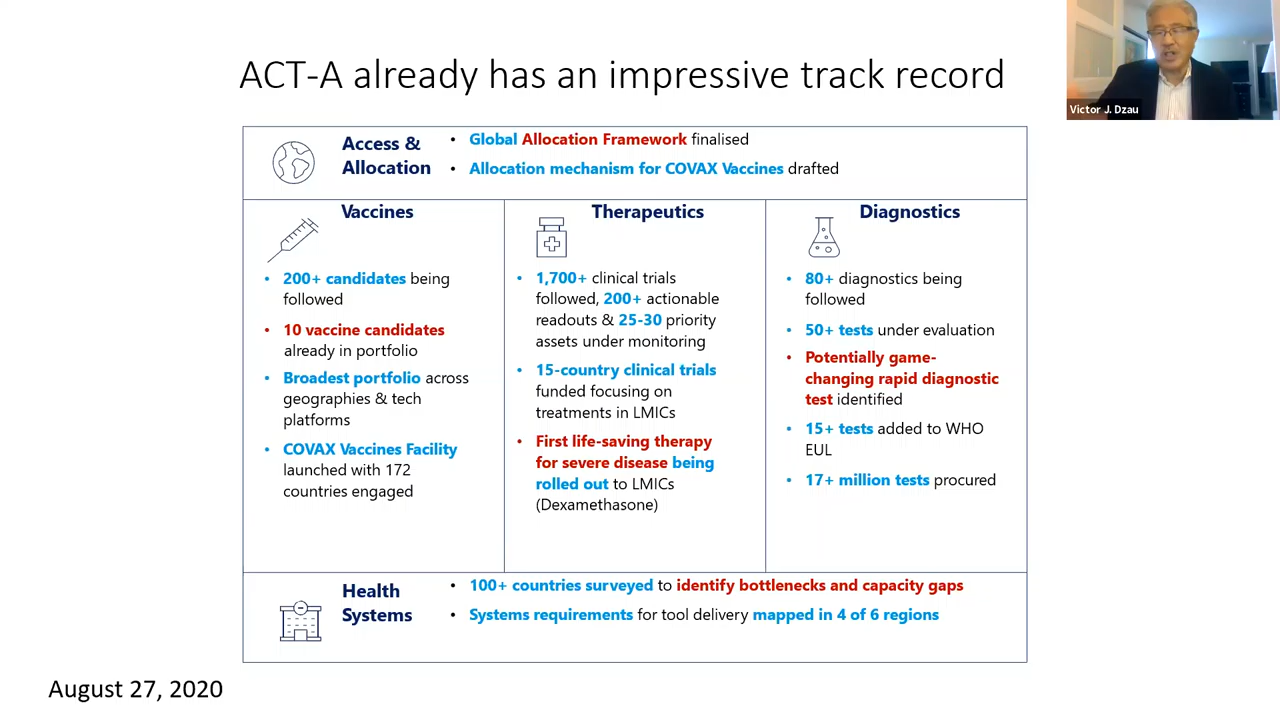 ACT-A already has an impressive track record
Victor J. Dzau
Access &
Allocation
• Global Allocation Framework finalised
• Allocation mechanism for COVAX Vaccines drafted
Vaccines
• 200+ candidates being
followed
• 10 vaccine candidates
already in portfolio
• Broadest portfolio across
geographies & tech
platforms
• COVAX Vaccines Facility
launched with 172
countries engaged
Therapeutics
• 1,700+ clinical trials
followed, 200+ actionable
readouts & 25-30 priority
assets under monitoring
• 15-country clinical trials
funded focusing on
treatments in LMICs
• First life-saving therapy
for severe disease being
rolled out to LMICs
(Dexamethasone)
Diagnostics
• 80+ diagnostics being
followed
• 50+ tests under evaluation
• Potentially game-
changing rapid diagnostic
test identified
• 15+ tests added to WHO
EUL
• 17+ million tests procured
Health
Systems
• 100+ countries surveyed to identify bottlenecks and capacity gaps
• Systems requirements for tool delivery mapped in 4 of 6 regions
August 27, 2020